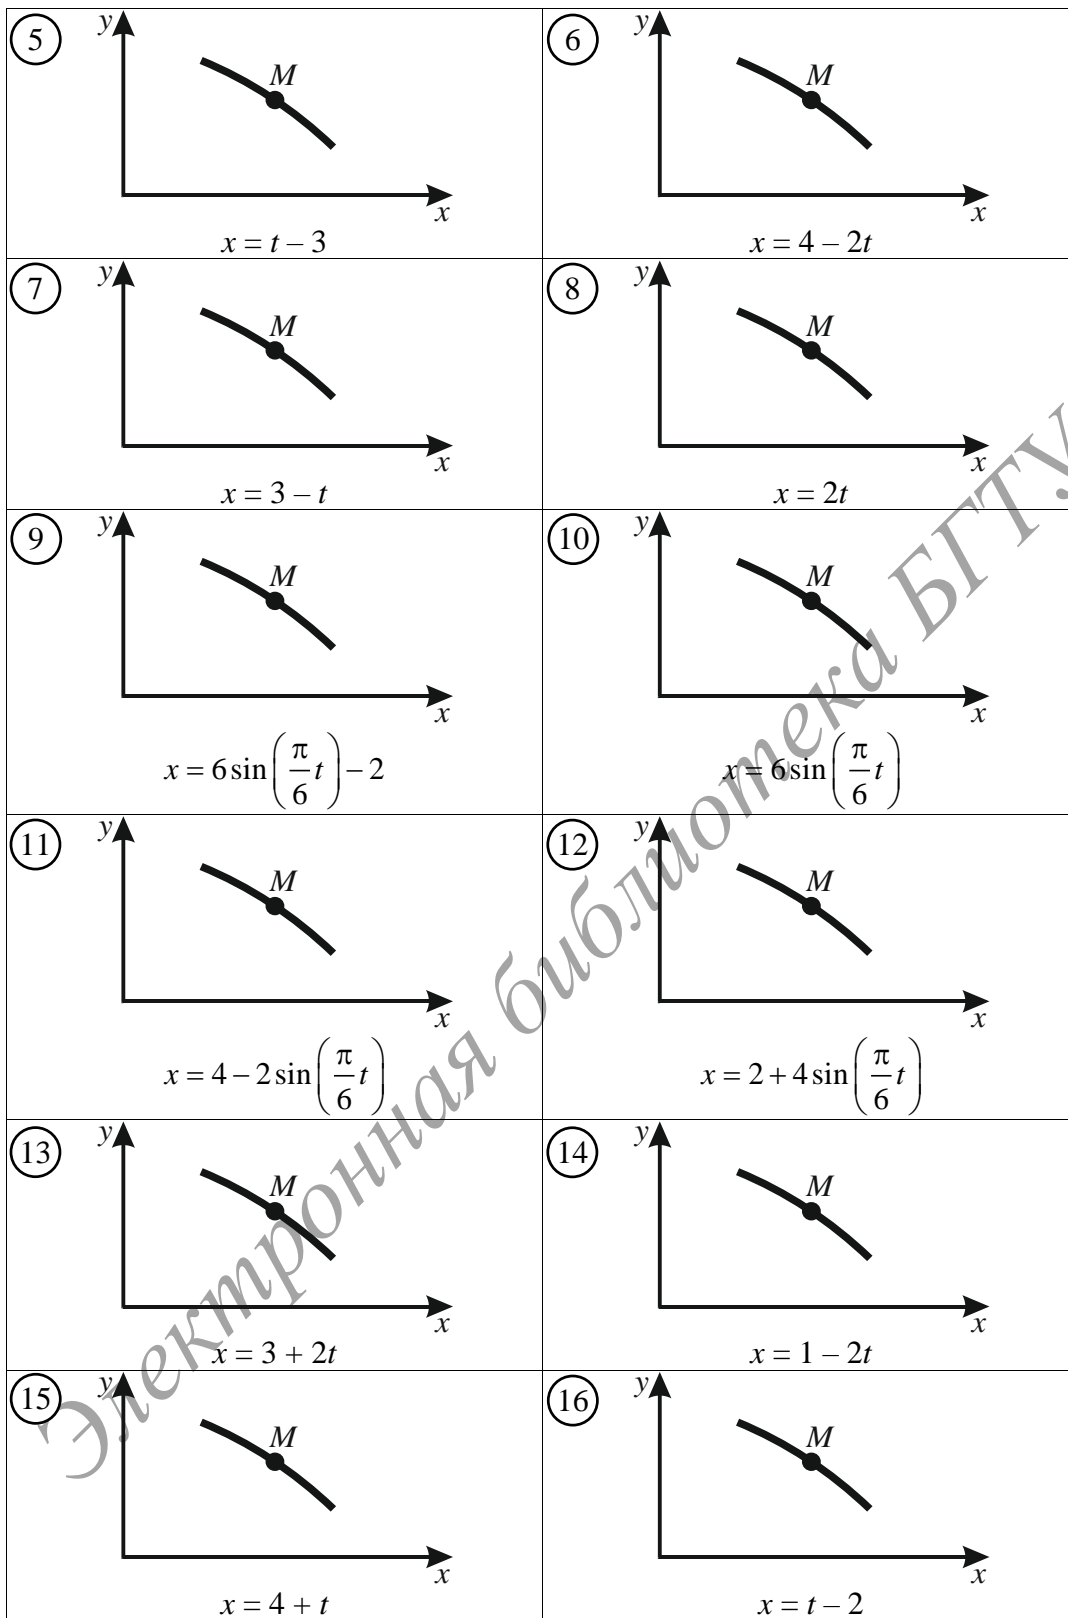 5 y M x
x = t – 3
6 y M x
x = 4 – 2t
7 y M x
x = 3 – t
8 y M x
x = 2t
9 y M x
x = 6 sin(π/6 t) – 2
10 y M x
x = 6 sin(π/6 t)
11 y M x
x = 4 – 2 sin(π/6 t)
12 y M x
x = 2 + 4 sin(π/6 t)
13 y M x
x = 3 + 2t
14 y M x
x = 1 – 2t
15 y M x
x = 4 + t
16 y M x
x = t – 2
Электронная библиотека БГТУ